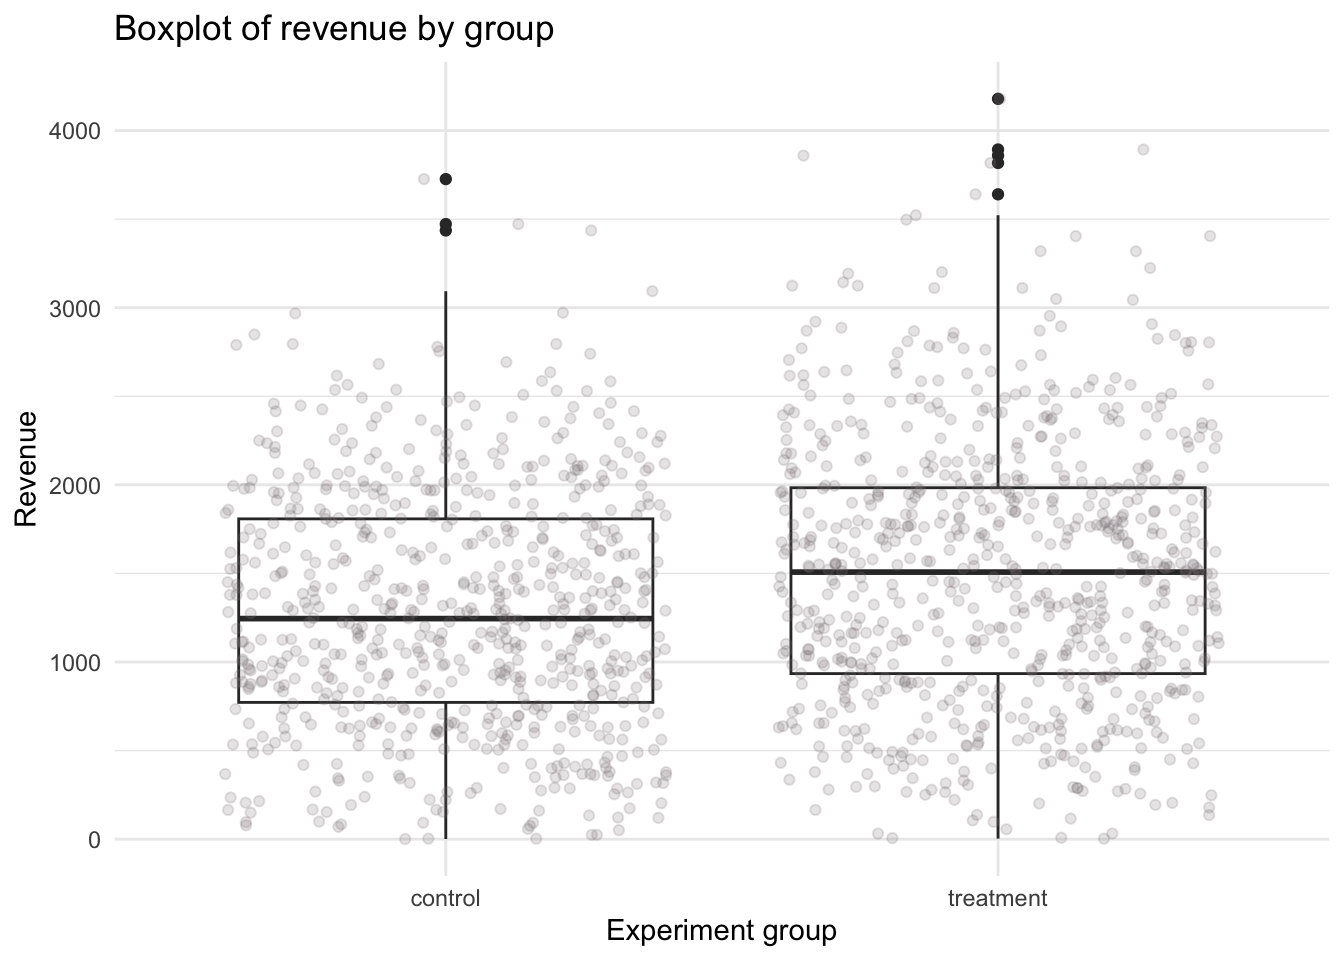 Boxplot of revenue by group
4000
3000
2000
1000
0
Revenue
control
treatment
Experiment group